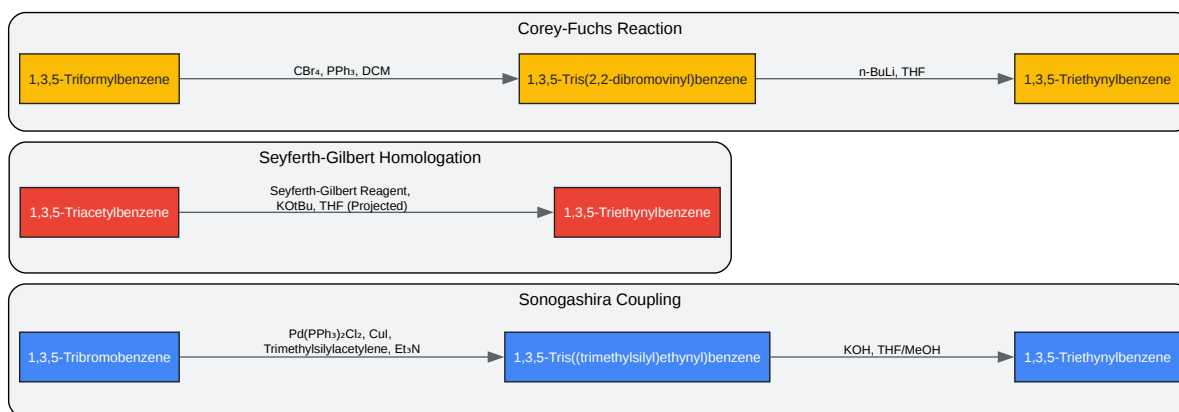 Corey-Fuchs Reaction
1,3,5-Triformylbenzene
CBr₄, PPh₃, DCM
1,3,5-Tris(2,2-dibromovinyl)benzene
n-BuLi, THF
1,3,5-Triethynylbenzene
Seyferth-Gilbert Homologation
1,3,5-Triacetylbenzene
Seyferth-Gilbert Reagent,
KOtBu, THF (Projected)
1,3,5-Triethynylbenzene
Sonogashira Coupling
1,3,5-Tribromobenzene
Pd(PPh₃)₂Cl₂, CuI,
Trimethylsilylacetylene, Et₃N
1,3,5-Tris((trimethylsilyl)ethynyl)benzene
KOH, THF/MeOH
1,3,5-Triethynylbenzene